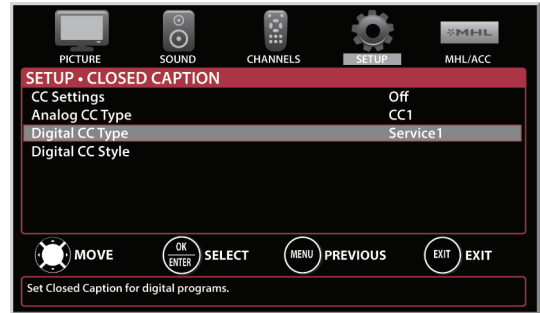 MHL
PICTURE SOUND CHANNELS SETUP MHL/ACC
SETUP • CLOSED CAPTION
CC Settings Off
Analog CC Type CC1
Digital CC Type Service1
Digital CC Style
MOVE OK ENTER SELECT MENU PREVIOUS EXIT EXIT
Set Closed Caption for digital programs.